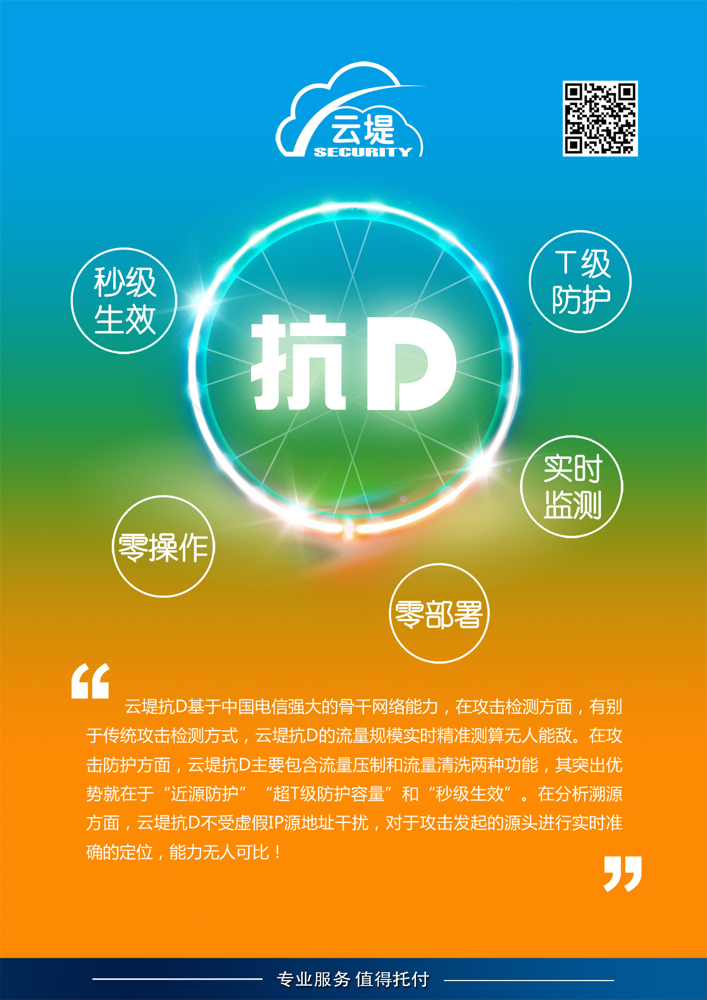 云堤
SECURITY
秒级
生效
T级
防护
抗D
实时
监测
零操作
零部署
“
云堤抗D基于中国电信强大的骨干网络能力，在攻击检测方面，有别
于传统攻击检测方式，云堤抗D的流量规模实时精准测算无人能敌。在攻
击防护方面，云堤抗D主要包含流量压制和流量清洗两种功能，其突出优
势就在于“近源防护”“超T级防护容量”和“秒级生效”。在分析溯源
方面，云堤抗D不受虚假IP源地址干扰，对于攻击发起的源头进行实时准
确的定位，能力无人可比！
”
专业服务 值得托付